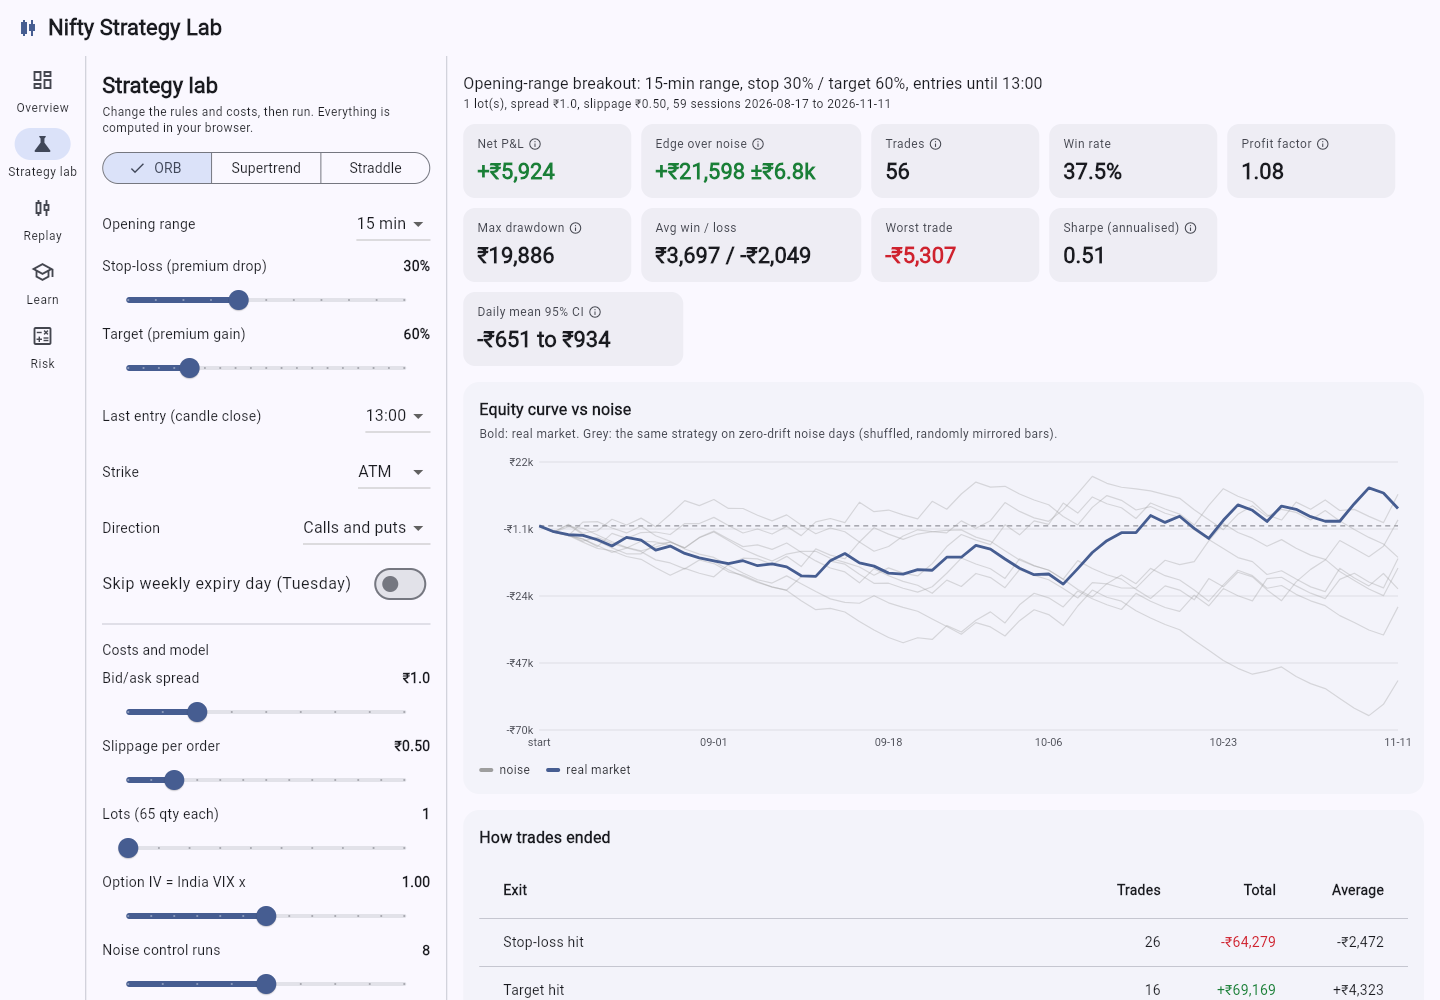 Nifty Strategy Lab
Overview
Strategy lab
Replay
Learn
Risk
Strategy lab
Change the rules and costs, then run. Everything is
computed in your browser.
ORB
Supertrend
Straddle
Opening range
15 min
Stop-loss (premium drop)
30%
Target (premium gain)
60%
Last entry (candle close)
13:00
Strike
ATM
Direction
Calls and puts
Skip weekly expiry day (Tuesday)
Costs and model
Bid/ask spread
₹1.0
Slippage per order
₹0.50
Lots (65 qty each)
1
Option IV = India VIX x
1.00
Noise control runs
8
Opening-range breakout: 15-min range, stop 30% / target 60%, entries until 13:00
1 lot(s), spread ₹1.0, slippage ₹0.50, 59 sessions 2026-08-17 to 2026-11-11
Net P&L
+₹5,924
Edge over noise
+₹21,598 ±₹6.8k
Trades
56
Win rate
37.5%
Profit factor
1.08
Max drawdown
₹19,886
Avg win / loss
₹3,697 / -₹2,049
Worst trade
-₹5,307
Sharpe (annualised)
0.51
Daily mean 95% CI
-₹651 to ₹934
Equity curve vs noise
Bold: real market. Grey: the same strategy on zero-drift noise days (shuffled, randomly mirrored bars).
₹22k
-₹1.1k
-₹24k
-₹47k
-₹70k
start
09-01
09-18
10-06
10-23
11-11
noise
real market
How trades ended
Exit Trades Total Average
Stop-loss hit 26 -₹64,279 -₹2,472
Target hit 16 +₹69,169 +₹4,323